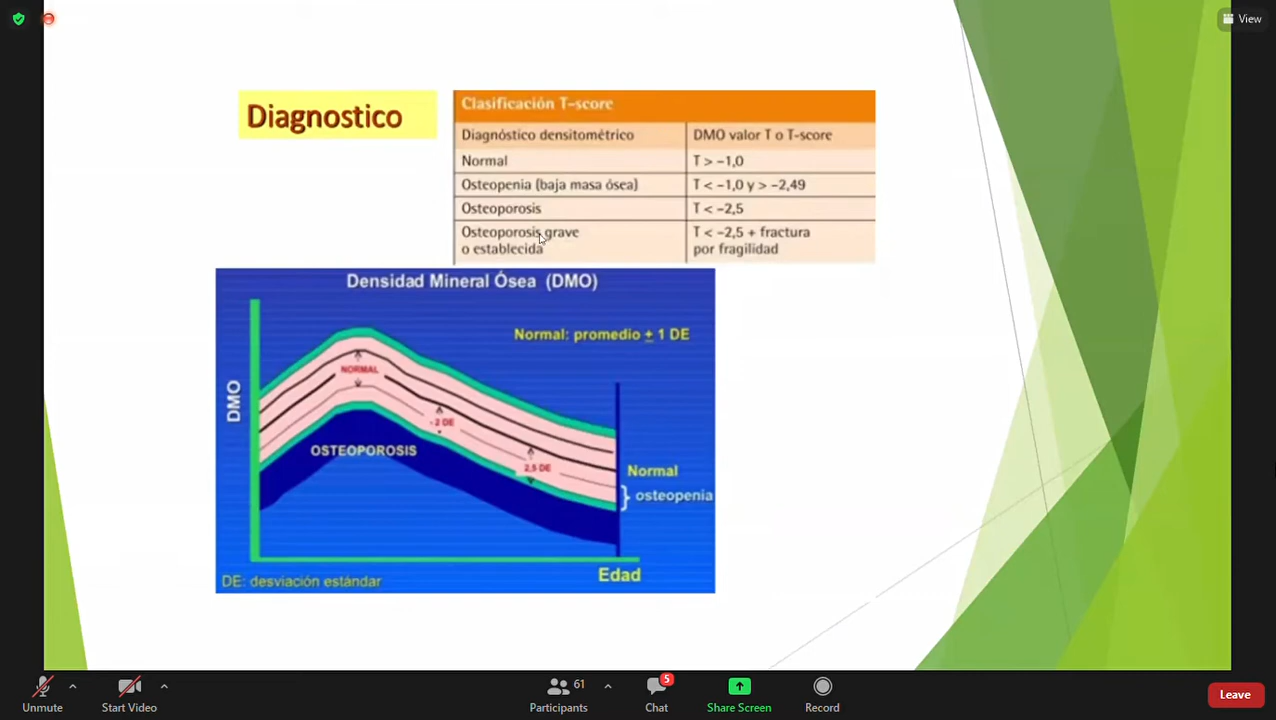 View
Diagnostico
Clasificación T-score
Diagnóstico densitométrico DMO valor T o T-score
Normal T > −1,0
Osteopenia (baja masa ósea) T < −1,0 y > −2,49
Osteoporosis T < −2,5
Osteoporosis grave T < −2,5 + fractura
o establecida por fragilidad
Densidad Mineral Ósea (DMO)
Normal: promedio ± 1 DE
NORMAL
DMO
- 2 DE
OSTEOPOROSIS
2,5 DE
Normal
} osteopenia
Edad
DE: desviación estándar
61
5
Unmute
Start Video
Participants
Chat
Share Screen
Record
Leave